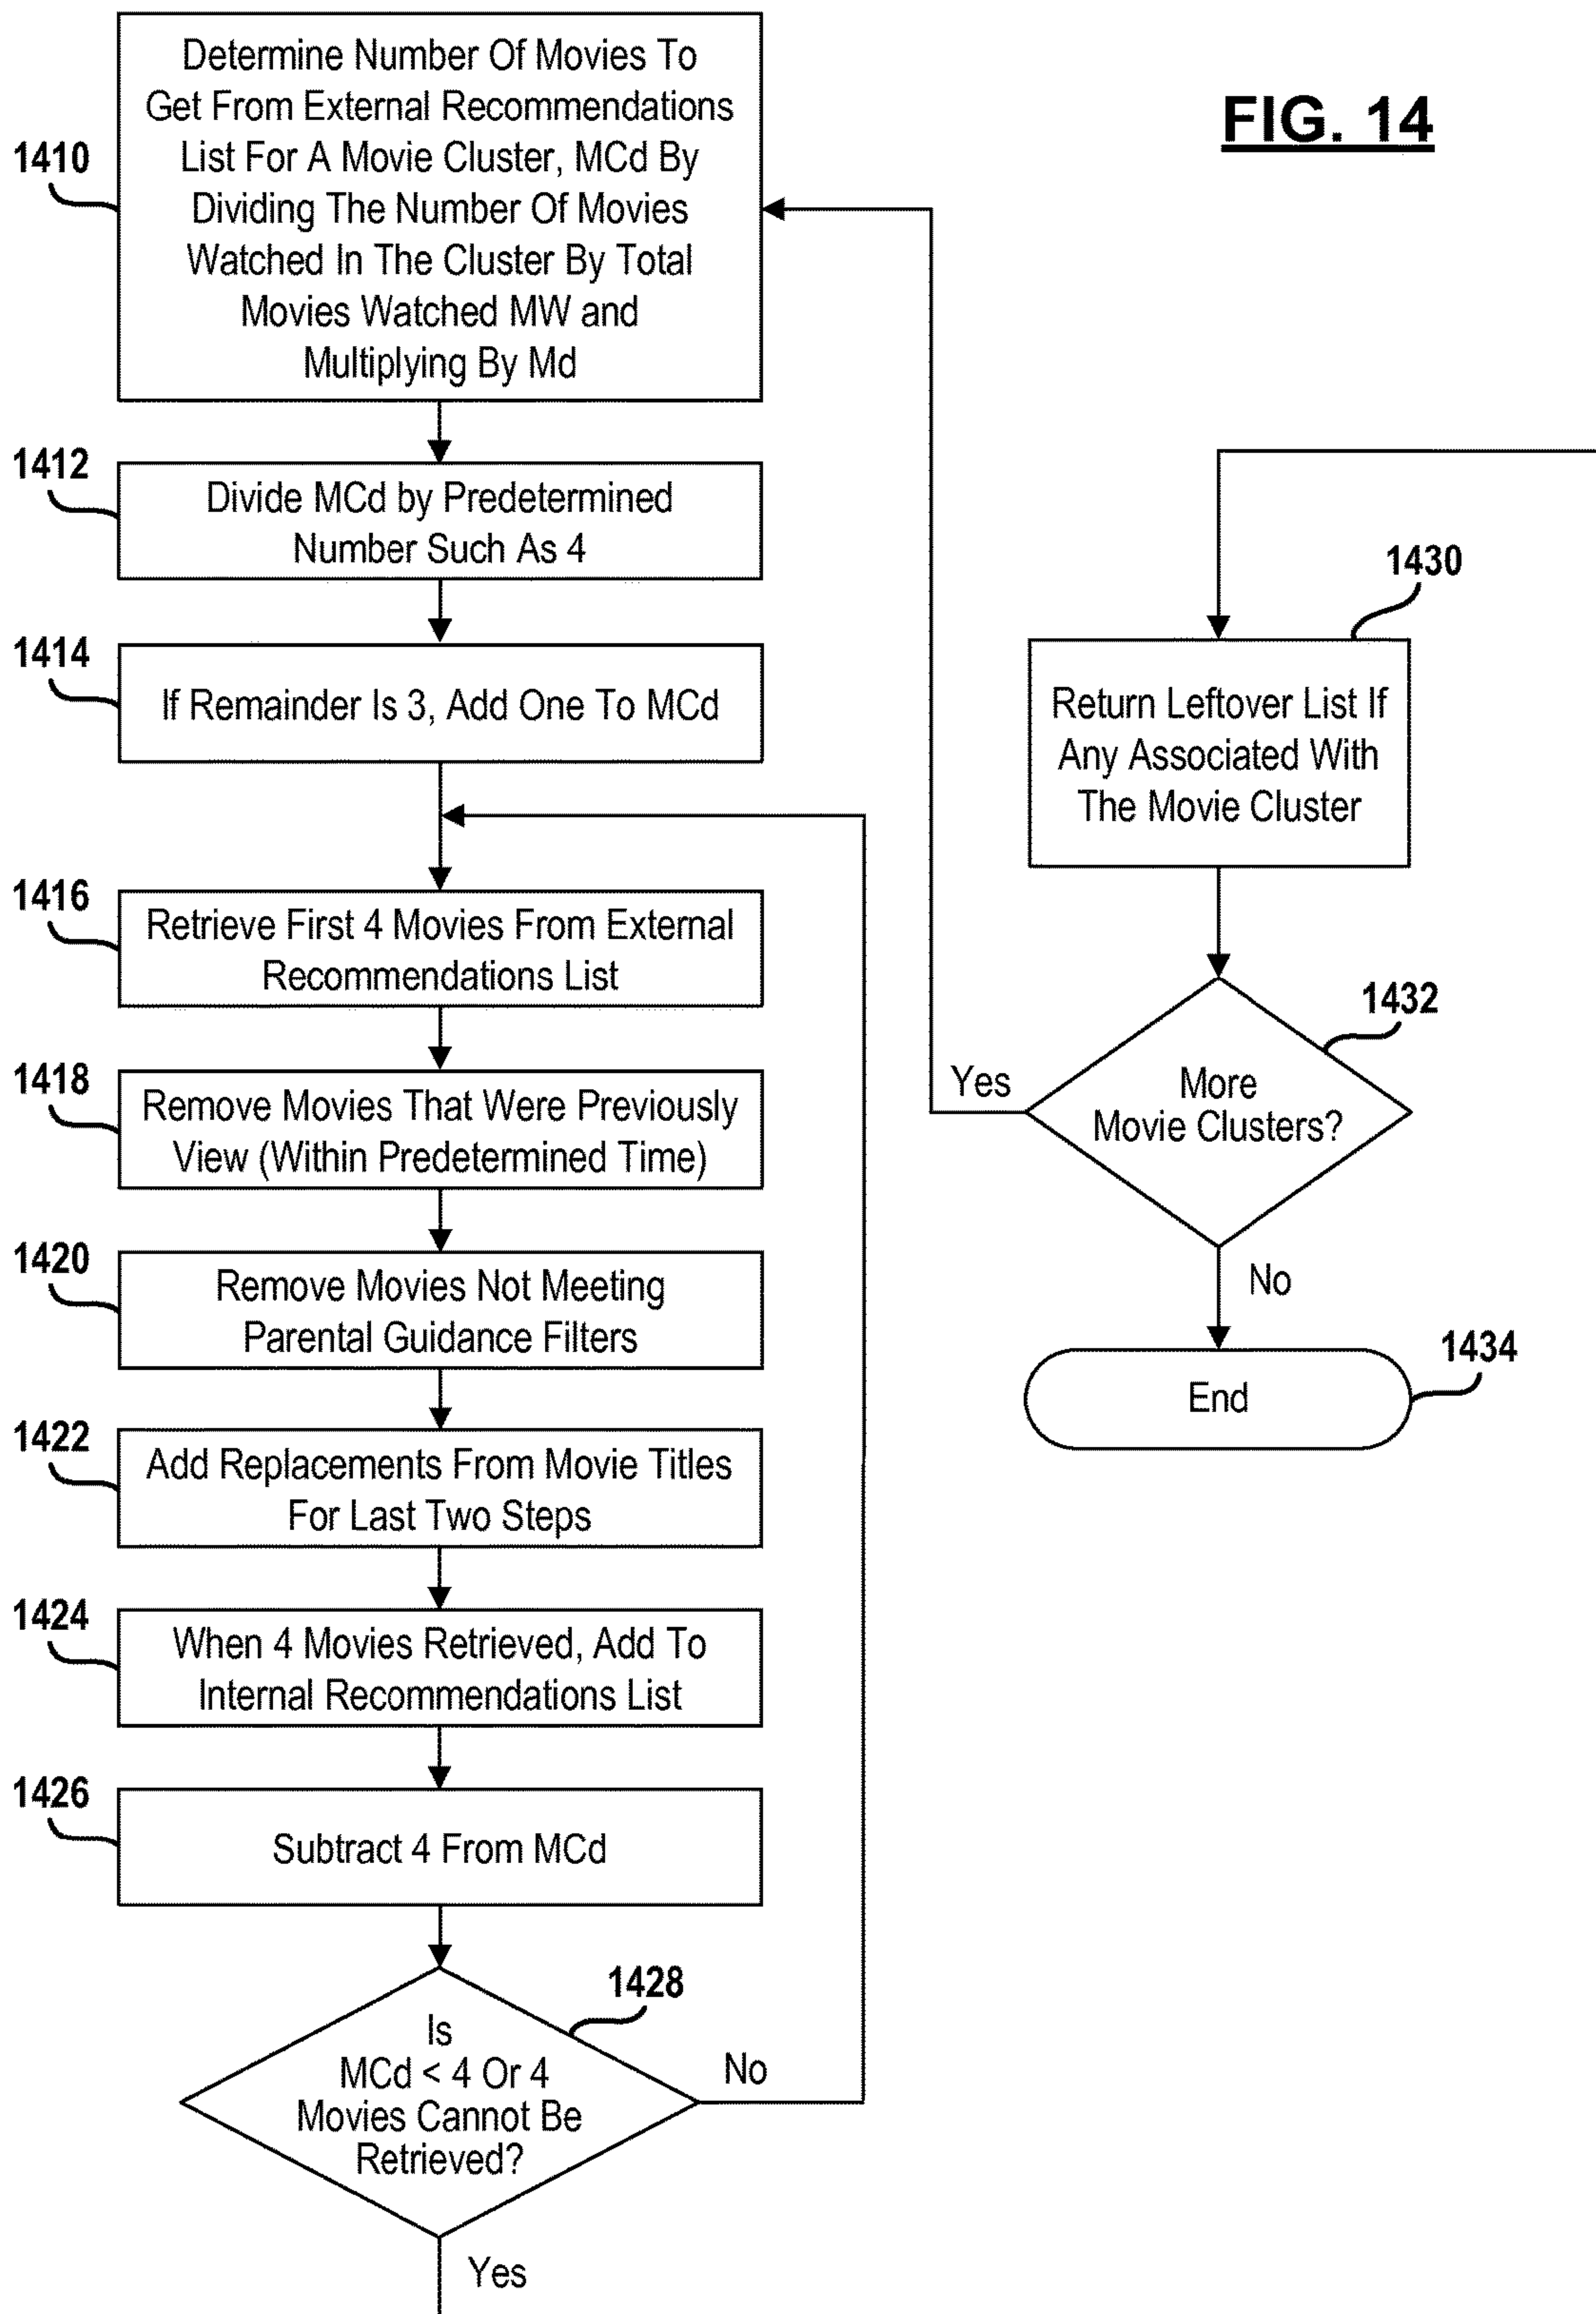 FIG. 14
1410
Determine Number Of Movies To
Get From External Recommendations
List For A Movie Cluster, MCd By
Dividing The Number Of Movies
Watched In The Cluster By Total
Movies Watched MW and
Multiplying By Md
1412
Divide MCd by Predetermined
Number Such As 4
1414
If Remainder Is 3, Add One To MCd
1416
Retrieve First 4 Movies From External
Recommendations List
1418
Remove Movies That Were Previously
View (Within Predetermined Time)
1420
Remove Movies Not Meeting
Parental Guidance Filters
1422
Add Replacements From Movie Titles
For Last Two Steps
1424
When 4 Movies Retrieved, Add To
Internal Recommendations List
1426
Subtract 4 From MCd
1428
Is
MCd < 4 Or 4
Movies Cannot Be
Retrieved?
No
Yes
1430
Return Leftover List If
Any Associated With
The Movie Cluster
1432
More
Movie Clusters?
Yes
No
1434
End